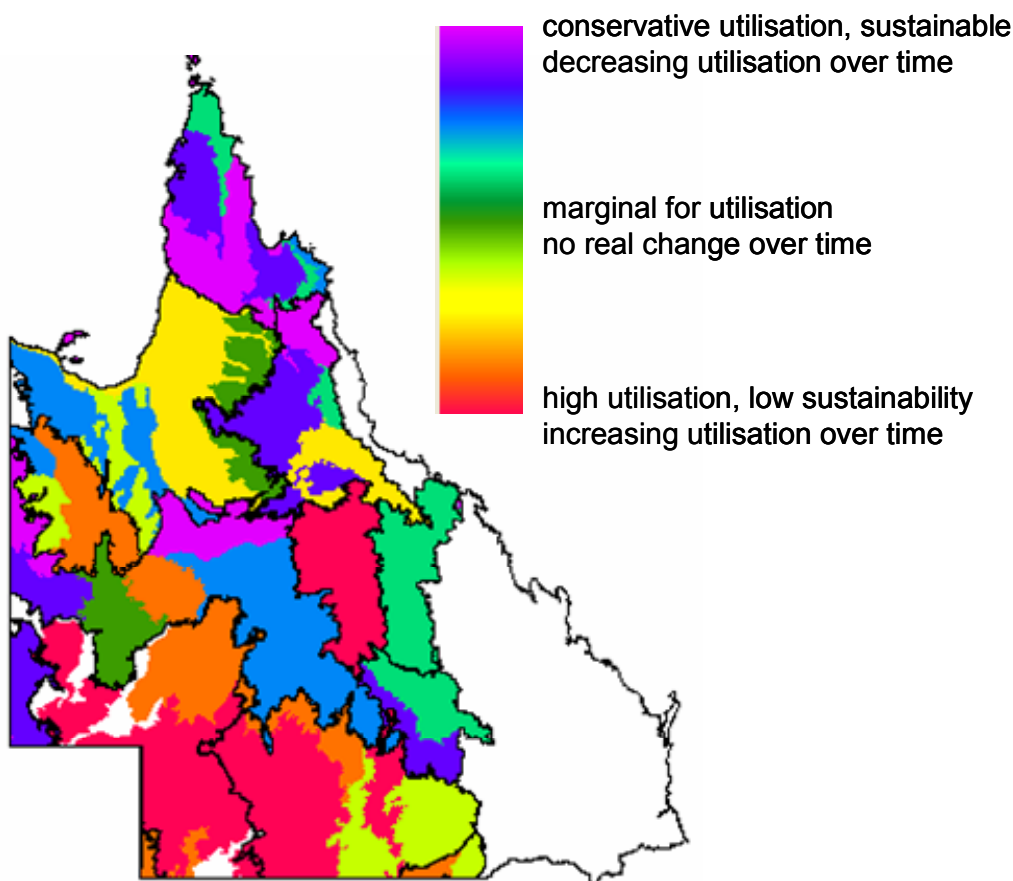 conservative utilisation, sustainable
decreasing utilisation over time
marginal for utilisation
no real change over time
high utilisation, low sustainability
increasing utilisation over time